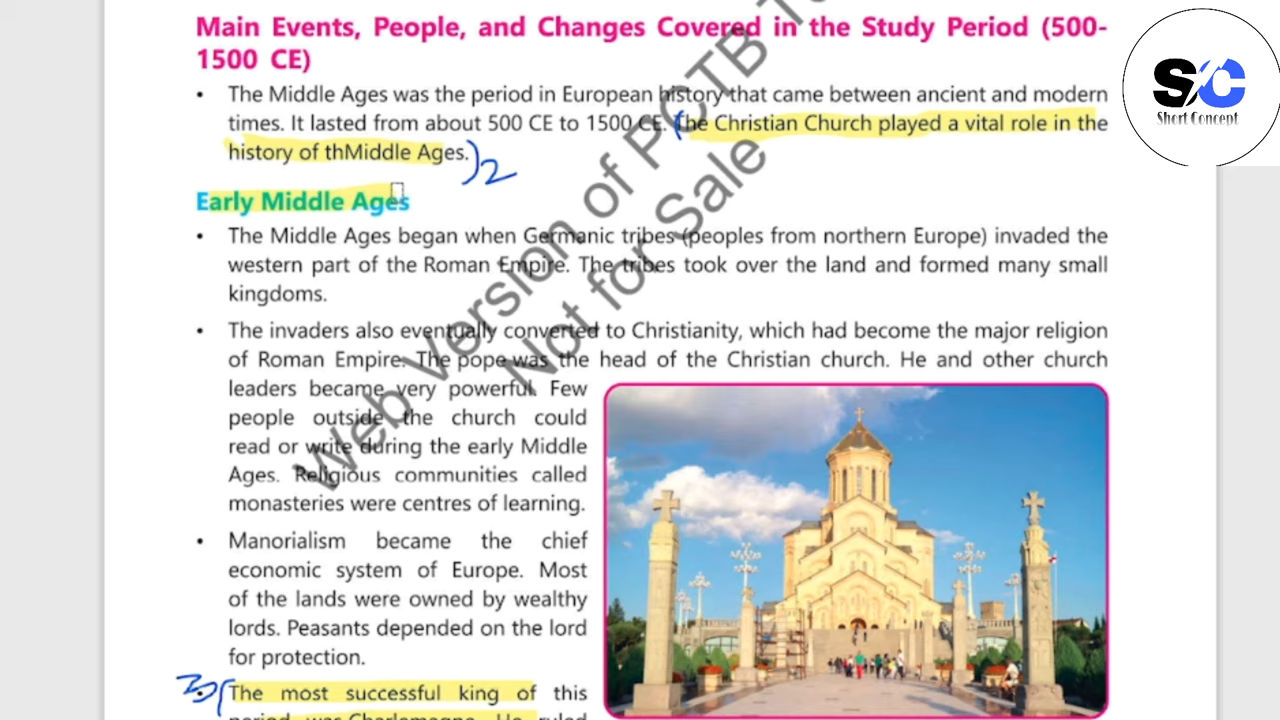 Main Events, People, and Changes Covered in the Study Period (500-
1500 CE)
• The Middle Ages was the period in European history that came between ancient and modern
times. It lasted from about 500 CE to 1500 CE. The Christian Church played a vital role in the
history of thMiddle Ages. 2
Early Middle Ages
• The Middle Ages began when Germanic tribes (peoples from northern Europe) invaded the
western part of the Roman Empire. The tribes took over the land and formed many small
kingdoms.
• The invaders also eventually converted to Christianity, which had become the major religion
of Roman Empire. The pope was the head of the Christian church. He and other church
leaders became very powerful. Few
people outside the church could
read or write during the early Middle
Ages. Religious communities called
monasteries were centres of learning.
• Manorialism became the chief
economic system of Europe. Most
of the lands were owned by wealthy
lords. Peasants depended on the lord
for protection.
• The most successful king of this
period was Charlemagne. He ruled
Web Version of PCTB
Not for Sale
SC
Short Concept